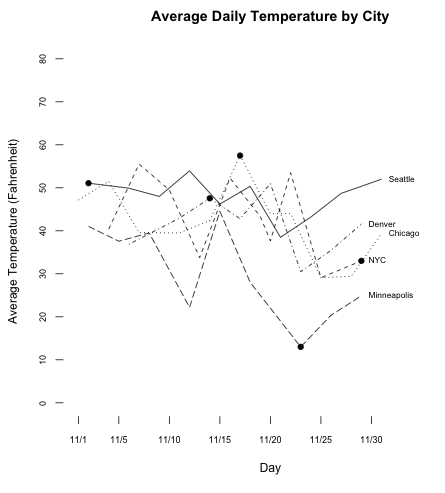 Average Daily Temperature by City
80
70
60
50
40
30
20
10
0
Average Temperature (Fahrenheit)
Seattle
Denver
Chicago
NYC
Minneapolis
11/1 11/5 11/10 11/15 11/20 11/25 11/30
Day